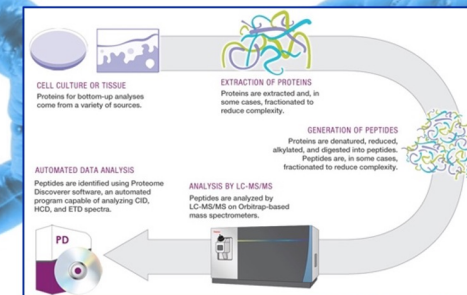 CELL CULTURE OR TISSUE
Proteins for bottom-up analyses
come from a variety of sources.
EXTRACTION OF PROTEINS
Proteins are extracted and, in
some cases, fractionated to
reduce complexity.
GENERATION OF PEPTIDES
Proteins are denatured, reduced,
alkylated, and digested into peptides.
Peptides are, in some cases,
fractionated to reduce complexity.
AUTOMATED DATA ANALYSIS
Peptides are identified using Proteome
Discoverer software, an automated
program capable of analyzing CID,
HCD, and ETD spectra.
ANALYSIS BY LC-MS/MS
Peptides are analyzed by
LC-MS/MS on Orbitrap-based
mass spectrometers.
PD